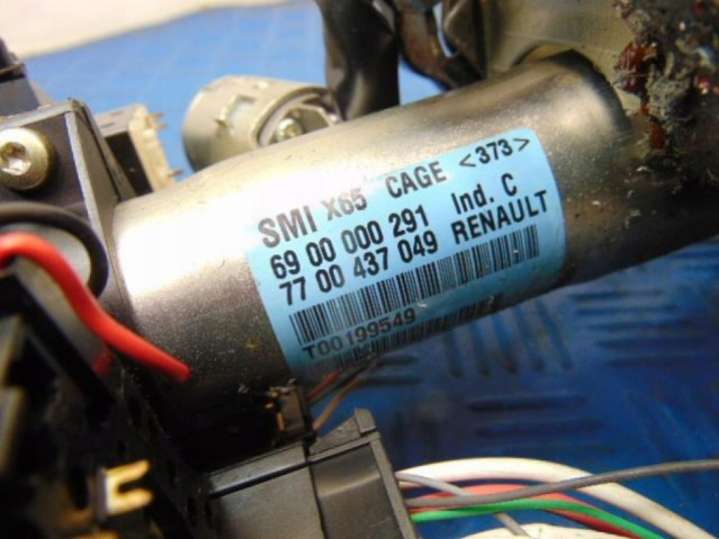 SMI X65 CAGE <373>
69 00 000 291 Ind. C
77 00 437 049 RENAULT
T00199549